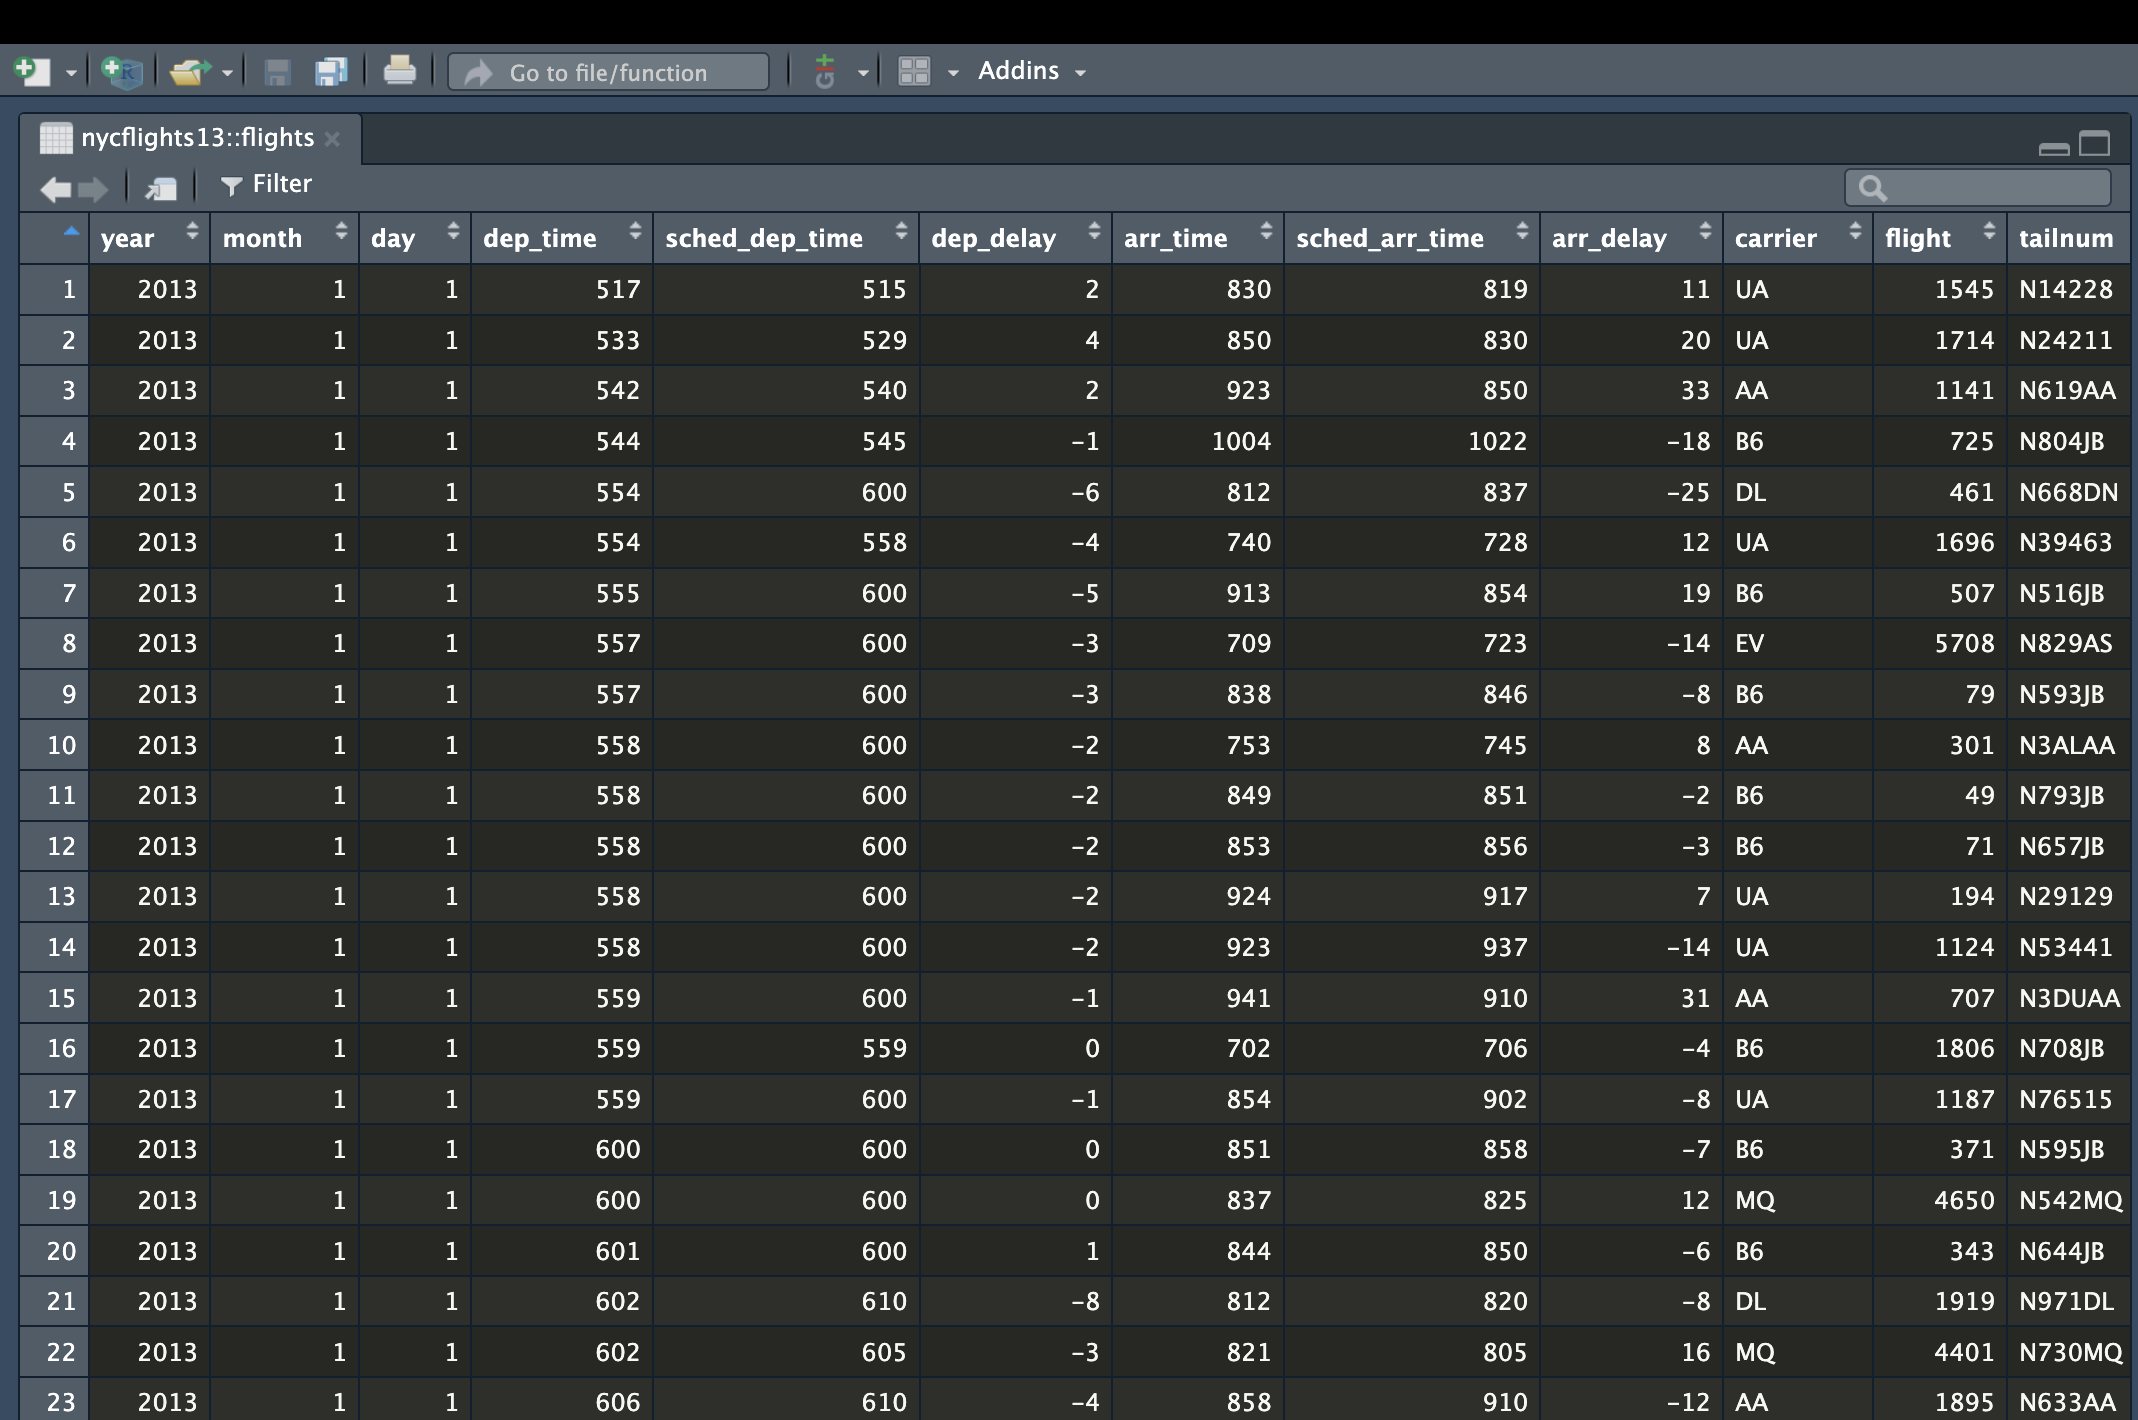 Go to file/function Addins
nycflights13::flights
Filter
year month day dep_time sched_dep_time dep_delay arr_time sched_arr_time arr_delay carrier flight tailnum
1 2013 1 1 517 515 2 830 819 11 UA 1545 N14228
2 2013 1 1 533 529 4 850 830 20 UA 1714 N24211
3 2013 1 1 542 540 2 923 850 33 AA 1141 N619AA
4 2013 1 1 544 545 -1 1004 1022 -18 B6 725 N804JB
5 2013 1 1 554 600 -6 812 837 -25 DL 461 N668DN
6 2013 1 1 554 558 -4 740 728 12 UA 1696 N39463
7 2013 1 1 555 600 -5 913 854 19 B6 507 N516JB
8 2013 1 1 557 600 -3 709 723 -14 EV 5708 N829AS
9 2013 1 1 557 600 -3 838 846 -8 B6 79 N593JB
10 2013 1 1 558 600 -2 753 745 8 AA 301 N3ALAA
11 2013 1 1 558 600 -2 849 851 -2 B6 49 N793JB
12 2013 1 1 558 600 -2 853 856 -3 B6 71 N657JB
13 2013 1 1 558 600 -2 924 917 7 UA 194 N29129
14 2013 1 1 558 600 -2 923 937 -14 UA 1124 N53441
15 2013 1 1 559 600 -1 941 910 31 AA 707 N3DUAA
16 2013 1 1 559 559 0 702 706 -4 B6 1806 N708JB
17 2013 1 1 559 600 -1 854 902 -8 UA 1187 N76515
18 2013 1 1 600 600 0 851 858 -7 B6 371 N595JB
19 2013 1 1 600 600 0 837 825 12 MQ 4650 N542MQ
20 2013 1 1 601 600 1 844 850 -6 B6 343 N644JB
21 2013 1 1 602 610 -8 812 820 -8 DL 1919 N971DL
22 2013 1 1 602 605 -3 821 805 16 MQ 4401 N730MQ
23 2013 1 1 606 610 -4 858 910 -12 AA 1895 N633AA